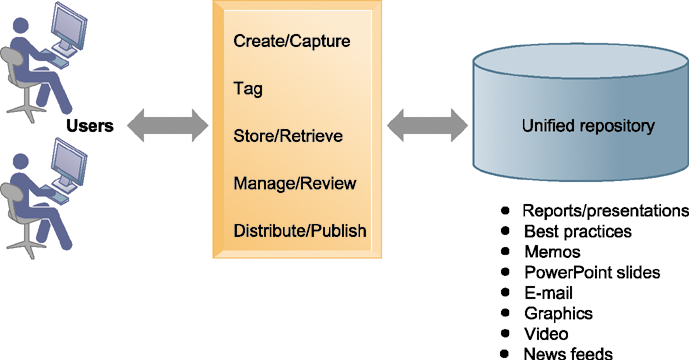 Users
Create/Capture
Tag
Store/Retrieve
Manage/Review
Distribute/Publish
Unified repository
Reports/presentations
Best practices
Memos
PowerPoint slides
E-mail
Graphics
Video
News feeds